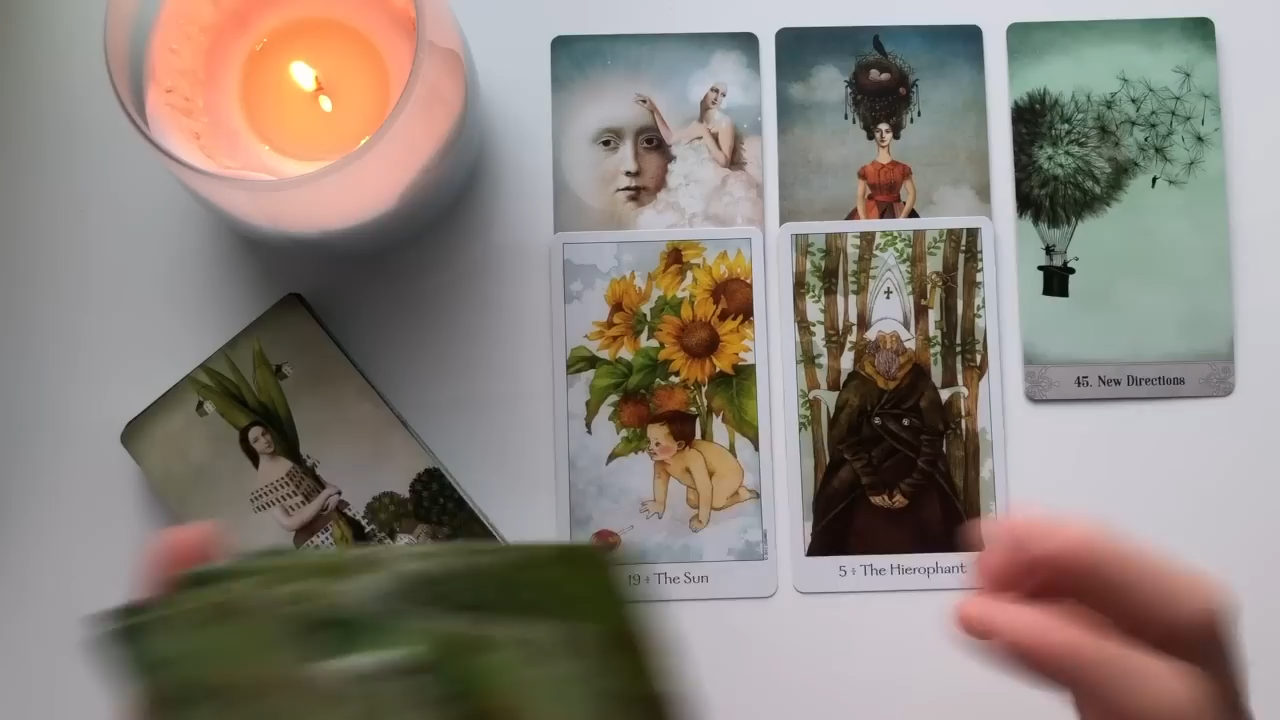 45. New Directions
19 ‡ The Sun
5 ‡ The Hierophant